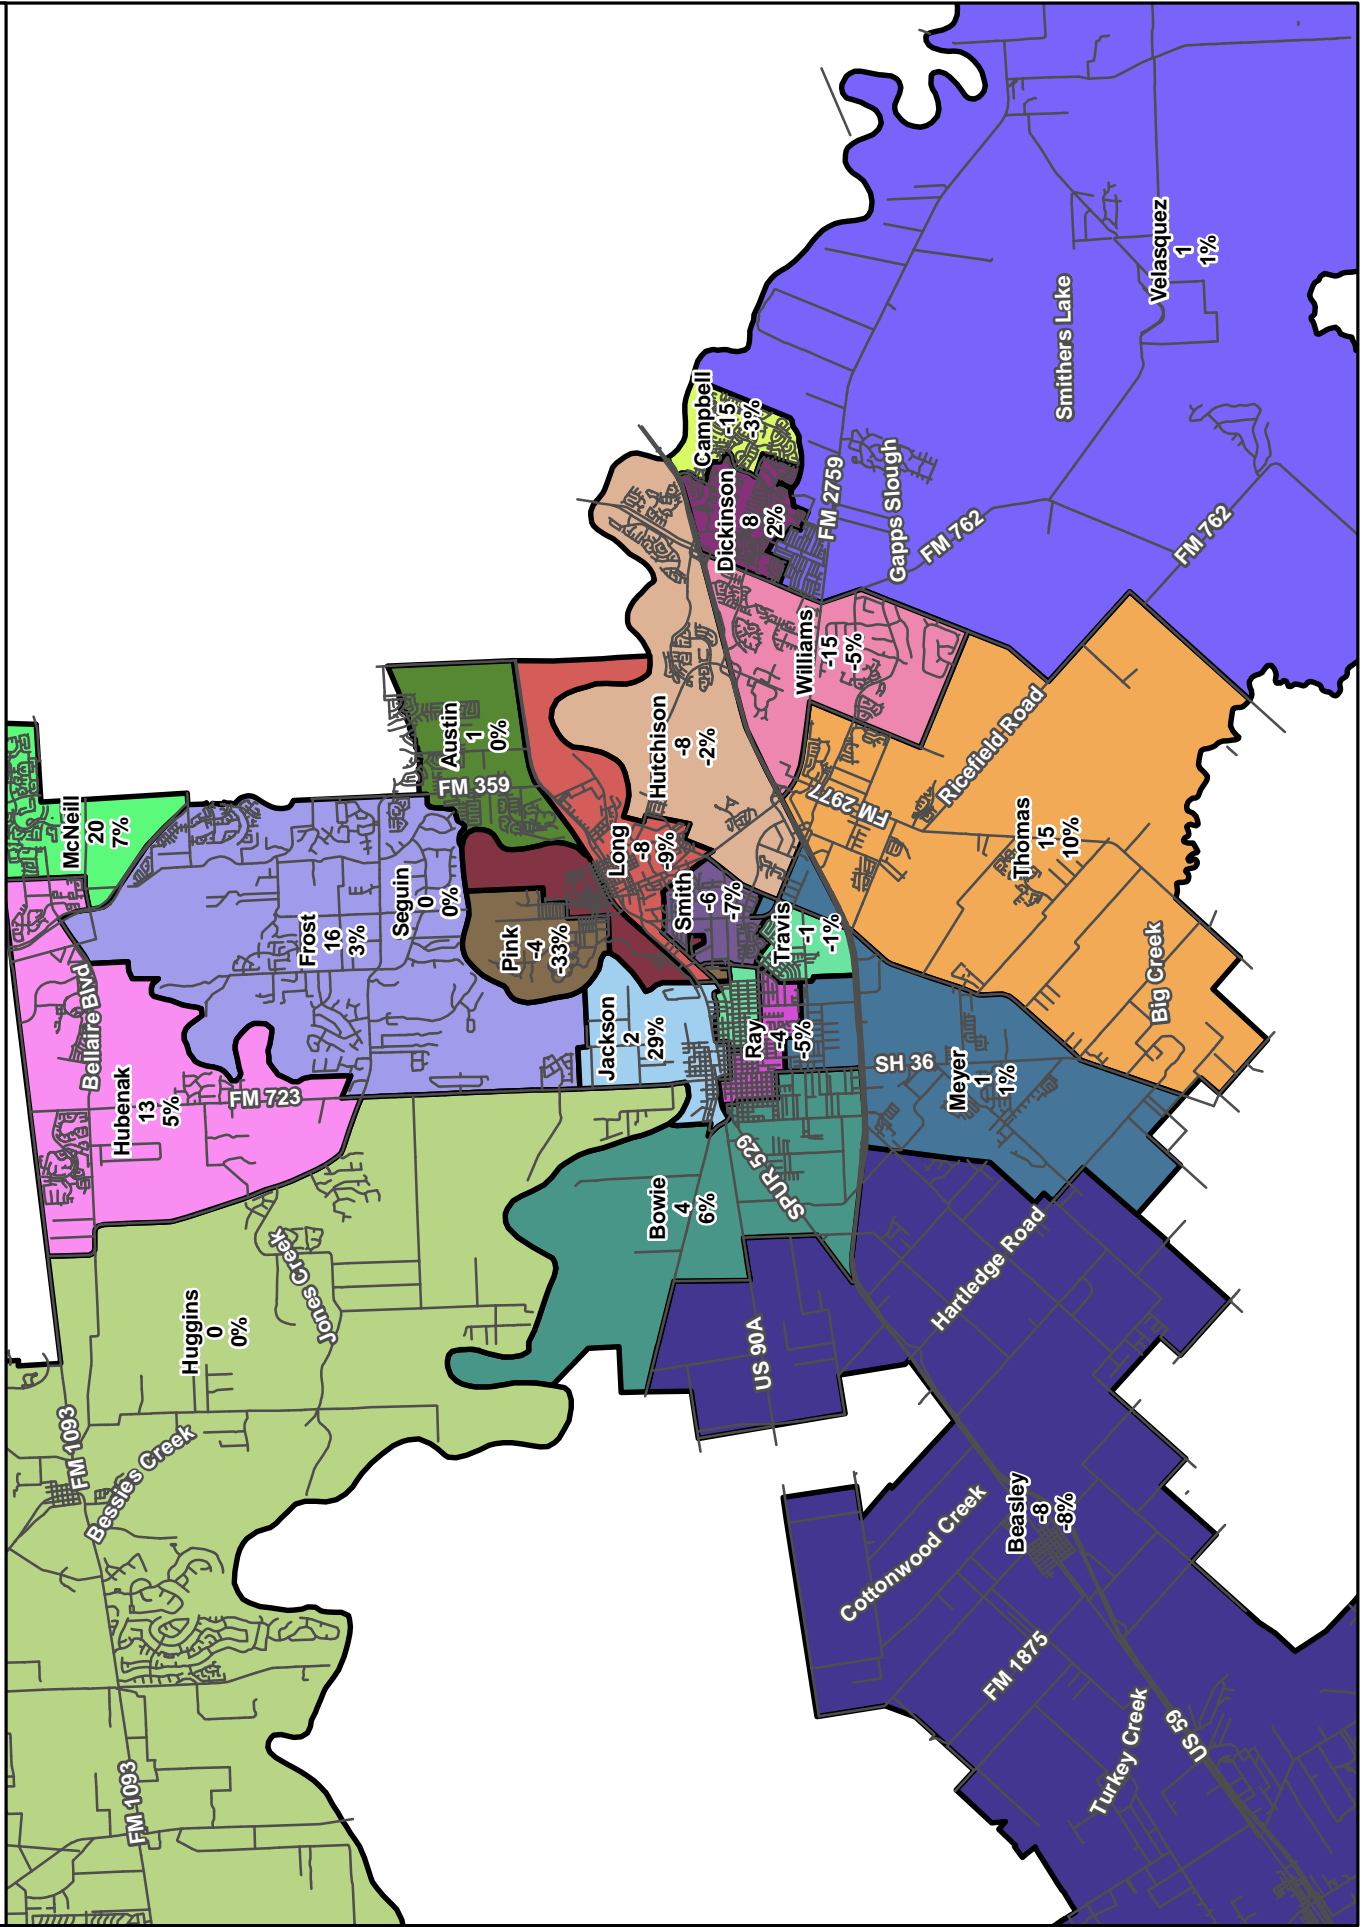 McNeill
20
7%
Bellaire Blvd
Hubenak
13
5%
FM 723
Frost
16
3%
Seguin
0
0%
Austin
1
0%
FM 359
Huggins
0
0%
Jones Creek
FM 1093
Bessies Creek
FM 1093
Pink
-4
-33%
Jackson
2
29%
Long
-8
-9%
Hutchison
-8
-2%
Smith
-6
-7%
Travis
-1
-1%
Ray
-4
-5%
Bowie
4
6%
SPUR 529
US 90A
Campbell
-15
-3%
Dickinson
8
2%
Williams
-15
-5%
FM 2759
Gapps Slough
FM 762
Smithers Lake
Velasquez
1
1%
FM 762
FM 2977
Ricefield Road
Thomas
15
10%
Big Creek
SH 36
Meyer
1
1%
Hartledge Road
Cottonwood Creek
Beasley
-8
-8%
FM 1875
Turkey Creek
US 59